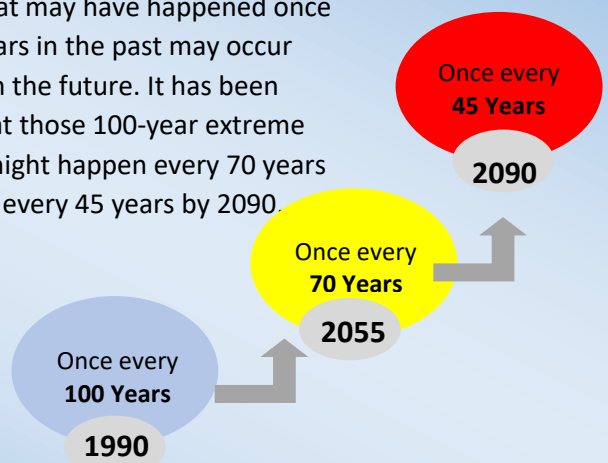 at may have happened once
ars in the past may occur
n the future. It has been
at those 100-year extreme
night happen every 70 years
every 45 years by 2090.
Once every
45 Years
2090
Once every
70 Years
2055
Once every
100 Years
1990